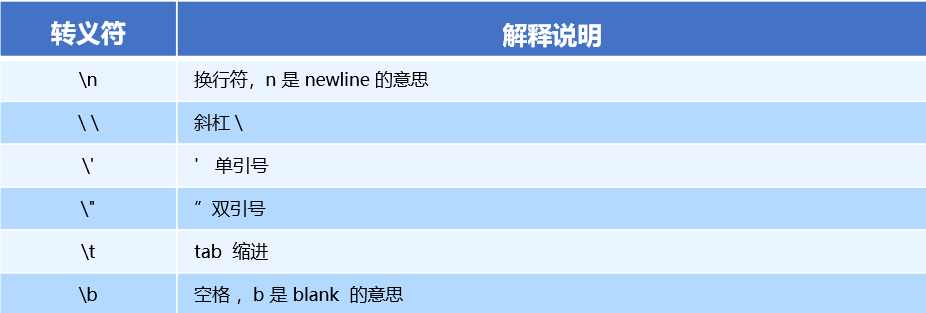 转义符 解释说明
\n 换行符，n 是 newline 的意思
\ \ 斜杠 \
\' ' 单引号
\" ” 双引号
\t tab 缩进
\b 空格 ，b 是 blank 的意思